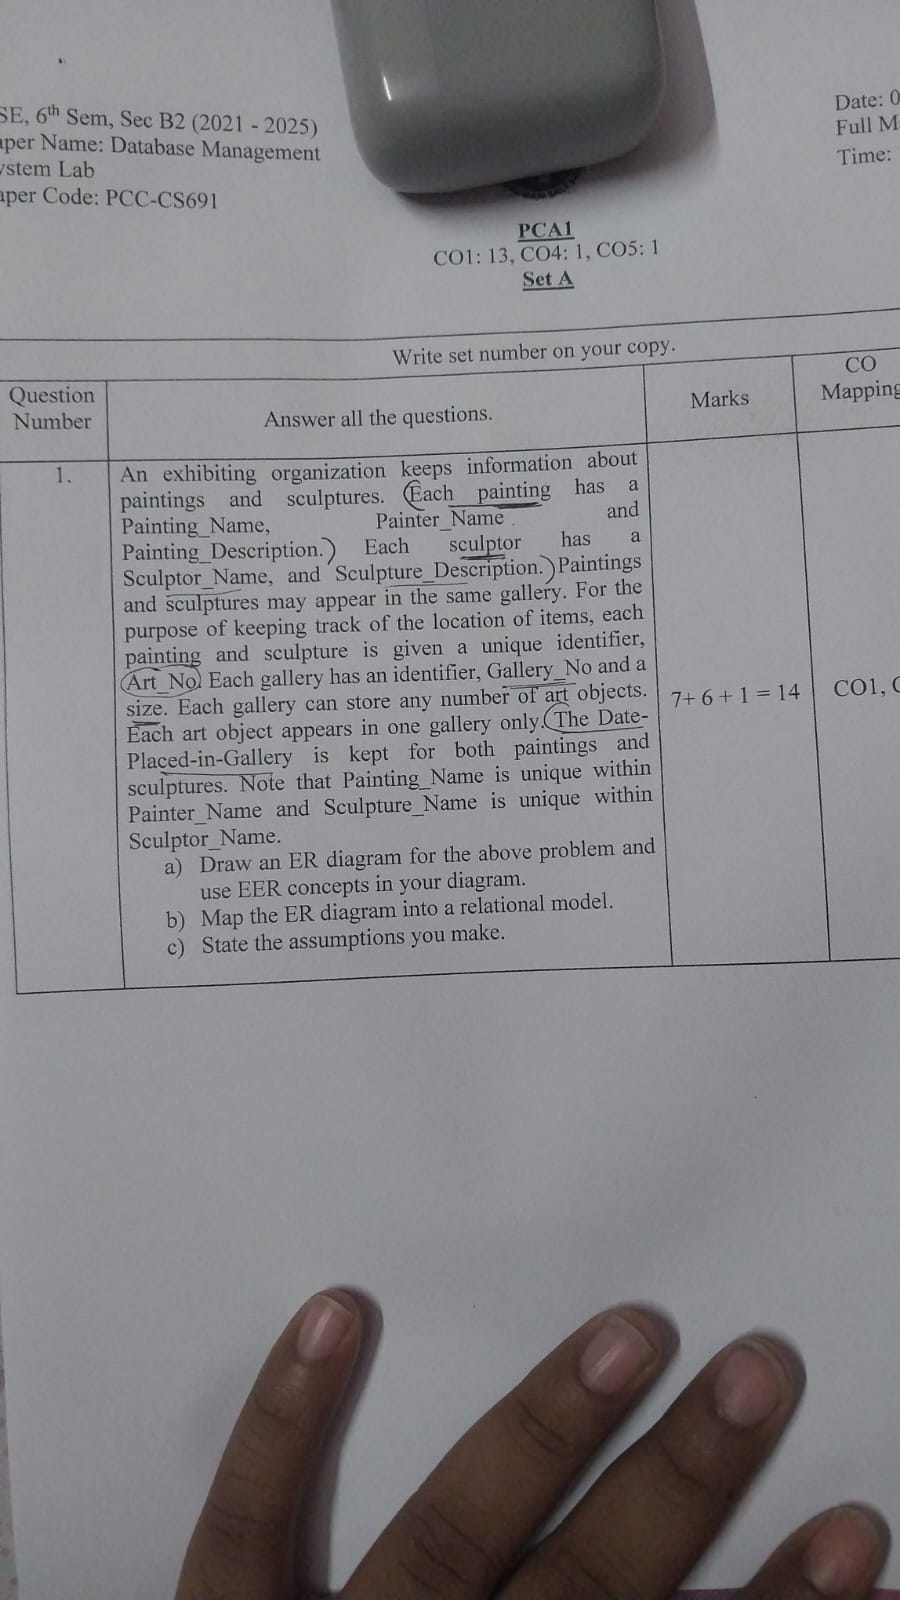 SE, 6th Sem, Sec B2 (2021 - 2025)
aper Name: Database Management
ystem Lab
aper Code: PCC-CS691
Date: 0
Full M
Time:
PCA1
CO1: 13, CO4: 1, CO5: 1
Set A
Write set number on your copy.
Question Number
Answer all the questions.
Marks
CO Mapping
1.
An exhibiting organization keeps information about
paintings and sculptures. (Each painting has a
Painting_Name, Painter_Name and
Painting_Description.) Each sculptor has a
Sculptor_Name, and Sculpture_Description.) Paintings
and sculptures may appear in the same gallery. For the
purpose of keeping track of the location of items, each
painting and sculpture is given a unique identifier,
Art_No. Each gallery has an identifier, Gallery_No and a
size. Each gallery can store any number of art objects.
Each art object appears in one gallery only. (The Date-
Placed-in-Gallery is kept for both paintings and
sculptures. Note that Painting_Name is unique within
Painter_Name and Sculpture_Name is unique within
Sculptor_Name.
a) Draw an ER diagram for the above problem and
use EER concepts in your diagram.
b) Map the ER diagram into a relational model.
c) State the assumptions you make.
7+ 6 + 1 = 14
CO1, C